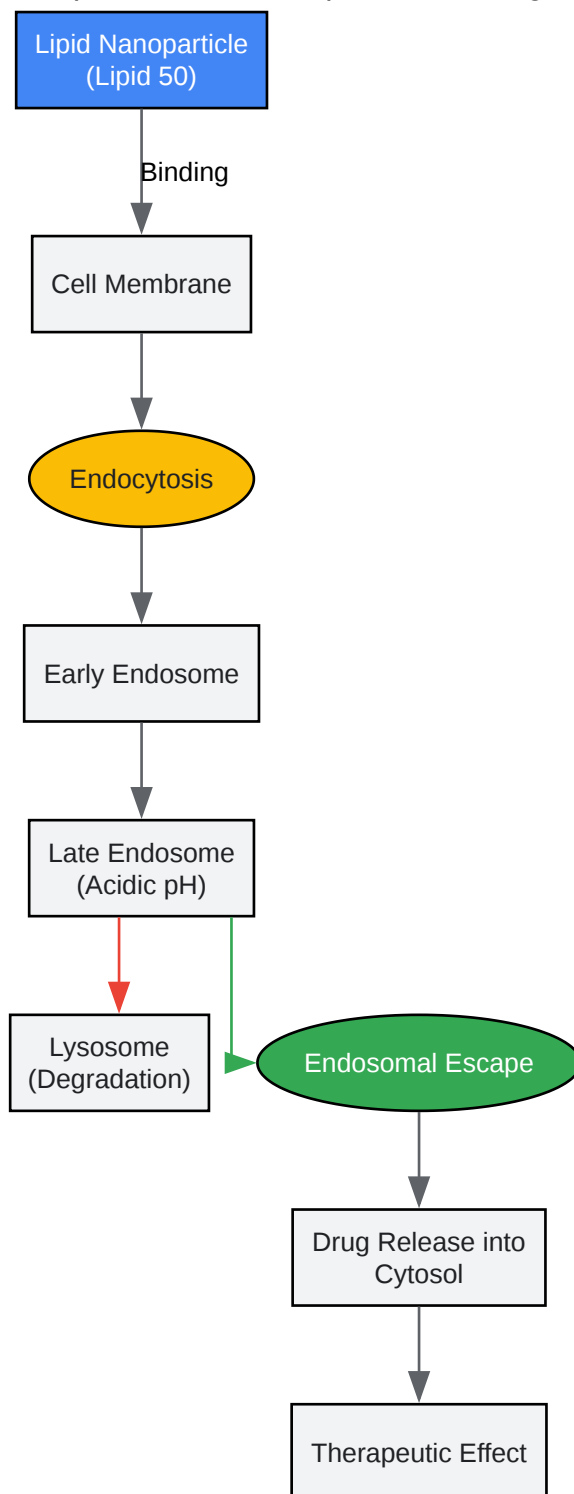 Lipid Nanoparticle
(Lipid 50)
Binding
Cell Membrane
Endocytosis
Early Endosome
Late Endosome
(Acidic pH)
Lysosome
(Degradation)
Endosomal Escape
Drug Release into
Cytosol
Therapeutic Effect